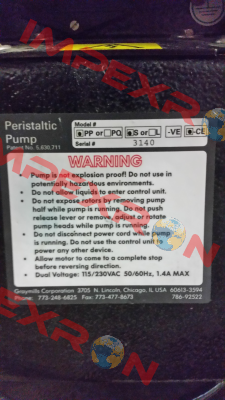 IMPEXRON
Peristaltic
Pump
Patent No. 5,630,711
Model #
PP or PQ S or L -VE -CE
Serial # 3140
WARNING
• Pump is not explosion proof! Do not use in
potentially hazardous environments.
• Do not allow liquids to enter control unit.
• Do not expose rotor by removing pump
half while pump is running. Do not push
release lever or remove, adjust or rotate
pump heads while pump is running.
• Do not disconnect power cord while pump
is running. Do not use the control unit to
power any other device.
• Allow motor to come to a complete stop
before reversing direction.
• Dual Voltage: 115/230VAC 50/60Hz, 1.4A MAX
Graymills Corporation 3705 N. Lincoln, Chicago, IL USA 60613-3594
Phone: 773-248-6825 Fax: 773-477-8673 786-92522